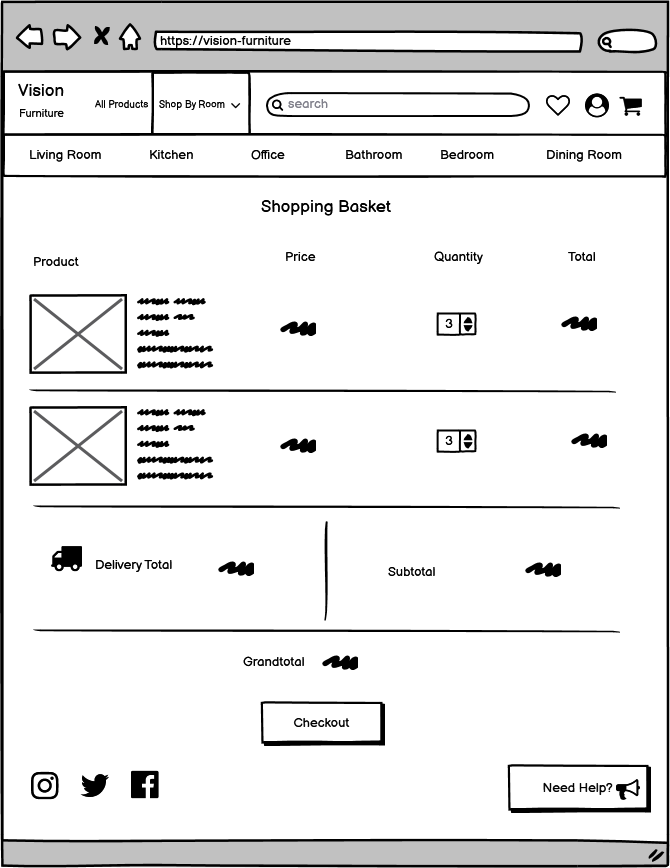 https://vision-furniture
Vision
Furniture
All Products
Shop By Room
search
Living Room Kitchen Office Bathroom Bedroom Dining Room
Shopping Basket
Product Price Quantity Total
3
3
Delivery Total
Subtotal
Grandtotal
Checkout
Need Help?